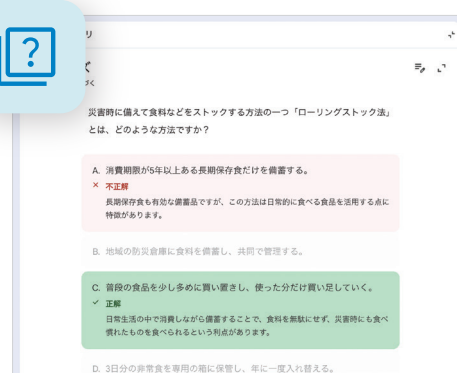 リ
ズ
づく
災害時に備えて食料などをストックする方法の一つ「ローリングストック法」
とは、どのような方法ですか？
A. 消費期限が5年以上ある長期保存食だけを備蓄する。
× 不正解
長期保存食も有効な備蓄品ですが、この方法は日常的に食べる食品を活用する点に
特徴があります。
B. 地域の防災倉庫に食料を備蓄し、共同で管理する。
C. 普段の食品を少し多めに買い置きし、使った分だけ買い足していく。
✓ 正解
日常生活の中で消費しながら備蓄することで、食料を無駄にせず、災害時にも食べ
慣れたものを食べられるという利点があります。
D. 3日分の非常食を専用の箱に保管し、年に一度入れ替える。